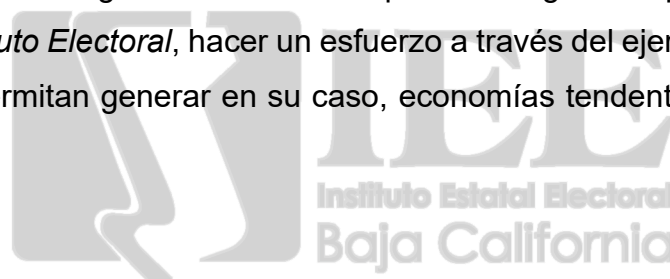 uto Electoral, hacer un esfuerzo a través del ejer
rmitan generar en su caso, economías tendent
IEE
Instituto Estatal Electoral
Baja California